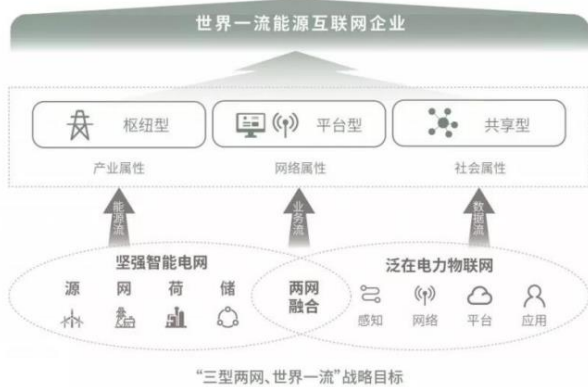 世界一流能源互联网企业
枢纽型
平台型
共享型
产业属性
网络属性
社会属性
能源流
业务流
数据流
坚强智能电网
源 网 荷 储
两网
融合
泛在电力物联网
感知 网络 平台 应用
“三型两网、世界一流”战略目标